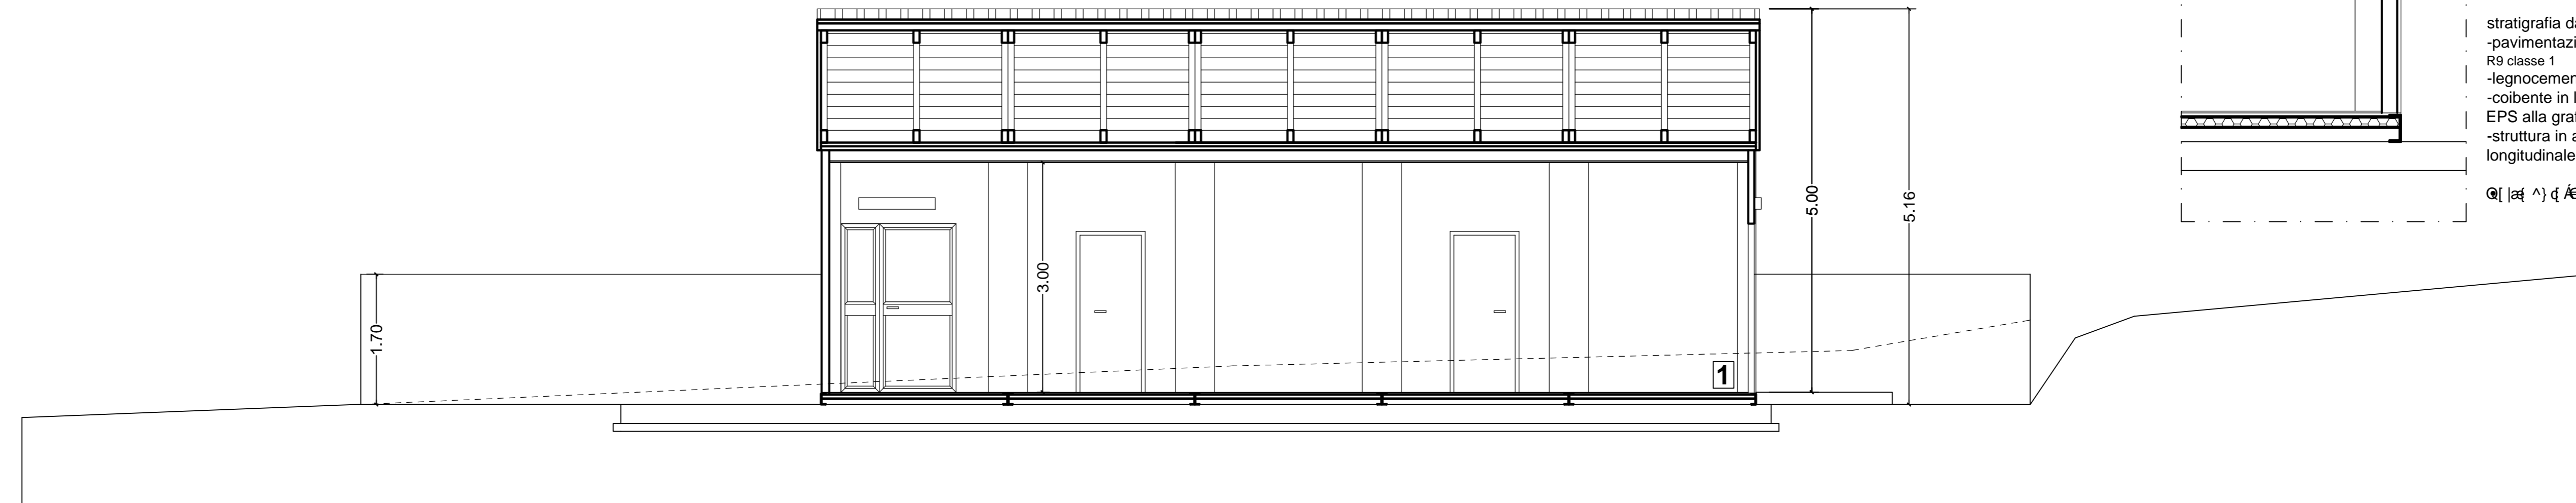 stratigrafia da
-pavimentazi
R9 classe 1
-legnocemen
-coibente in l
EPS alla graf
-struttura in a
longitudinale
1.70
3.00
5.00
5.16
1